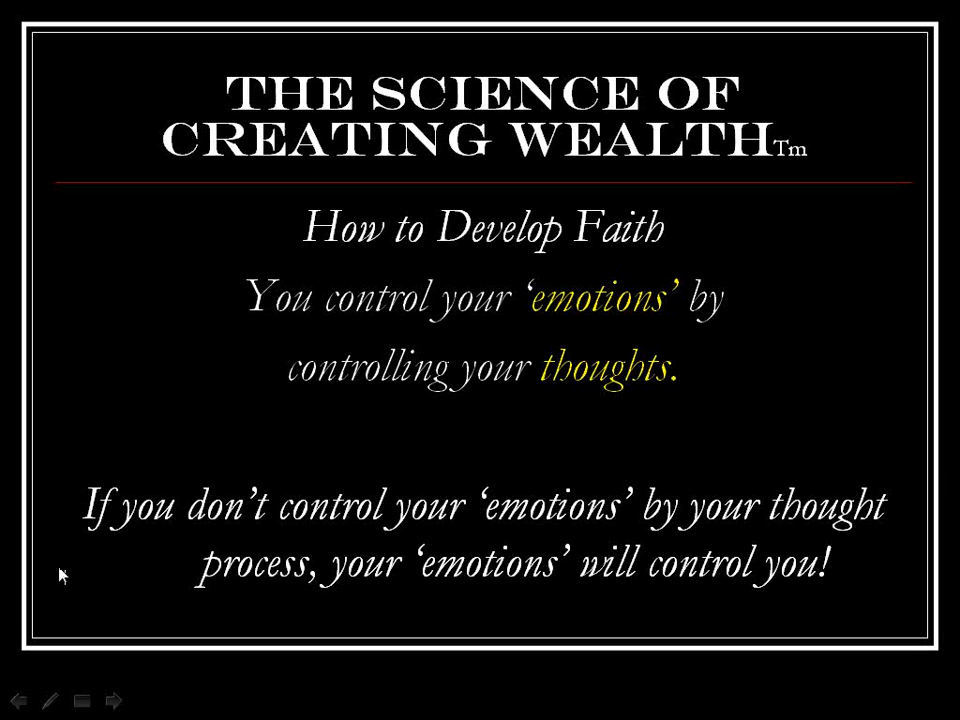 THE SCIENCE OF
CREATING WEALTHTm
How to Develop Faith
You control your ‘emotions’ by
controlling your thoughts.
If you don’t control your ‘emotions’ by your thought
process, your ‘emotions’ will control you!